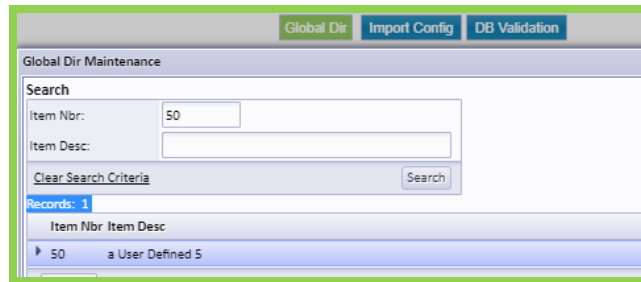 Global Dir Import Config DB Validation
Global Dir Maintenance
Search
Item Nbr: 50
Item Desc:
Clear Search Criteria Search
Records: 1
Item Nbr Item Desc
50 a User Defined 5